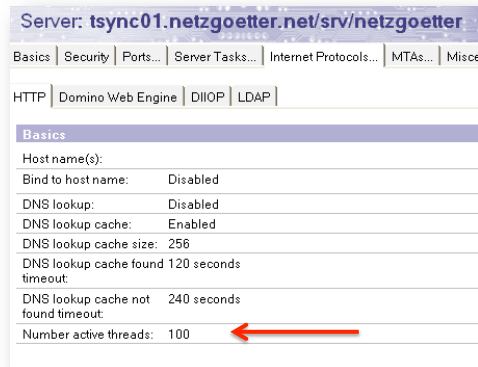 Server: tsync01.netzgoetter.net/srv/netzgoetter
Basics Security Ports... Server Tasks... Internet Protocols... MTAs... Misce
HTTP Domino Web Engine DIIOP LDAP
Basics
Host name(s):
Bind to host name: Disabled
DNS lookup: Disabled
DNS lookup cache: Enabled
DNS lookup cache size: 256
DNS lookup cache found 120 seconds
timeout:
DNS lookup cache not 240 seconds
found timeout:
Number active threads: 100